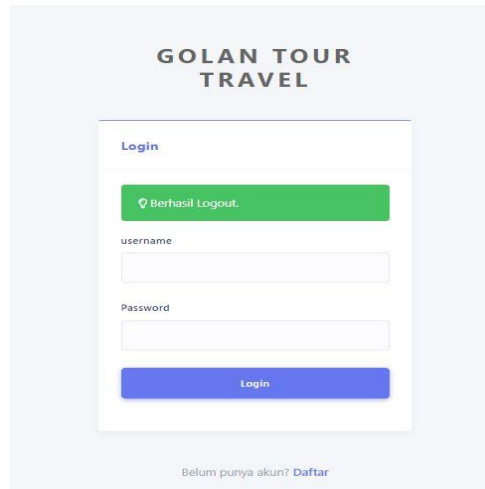 GOLAN TOUR
TRAVEL
Login
Berhasil Logout.
username
Password
Login
Belum punya akun? Daftar